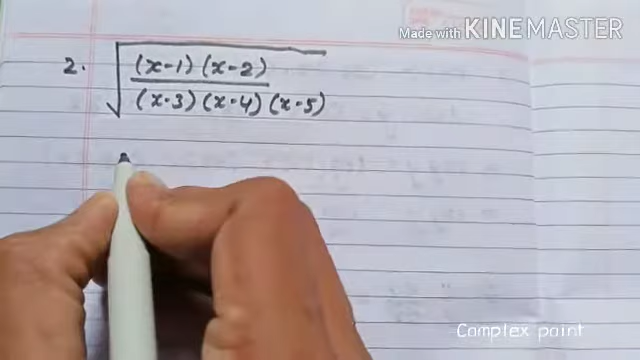 Made with KINEMASTER
2. √((x-1)(x-2)/(x-3)(x-4)(x-5))
Complex point